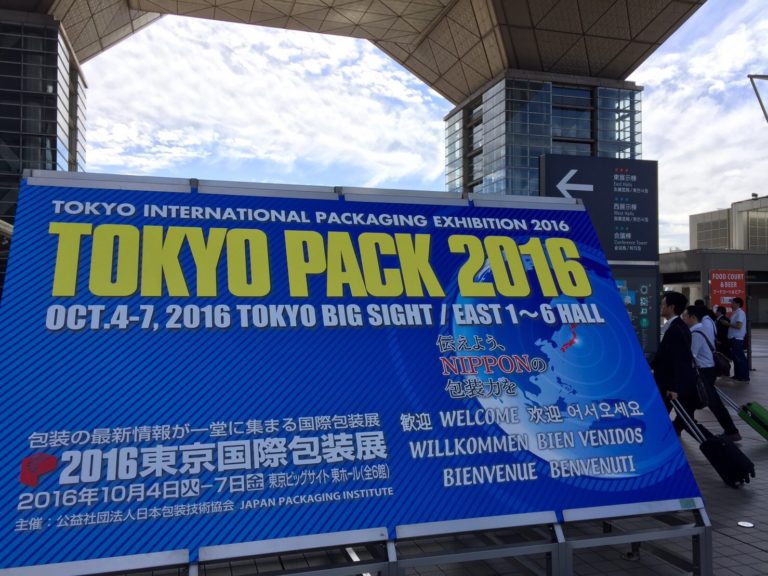 TOKYO INTERNATIONAL PACKAGING EXHIBITION 2016
TOKYO PACK 2016
OCT.4-7, 2016 TOKYO BIG SIGHT / EAST 1~6 HALL
伝えよう、
NIPPONの
包装力を
歓迎 WELCOME 欢迎 어서오세요
WILLKOMMEN BIEN VENIDOS
BIENVENUE BENVENUTI
包装の最新情報が一堂に集まる国際包装展
2016東京国際包装展
2016年10月4日火-7日金 東京ビッグサイト 東ホール(全6館)
主催:公益社団法人日本包装技術協会 JAPAN PACKAGING INSTITUTE
東展示棟
East Halls
西展示棟
West Halls
会議棟
Conference Tower
FOOD COURT
& BEER